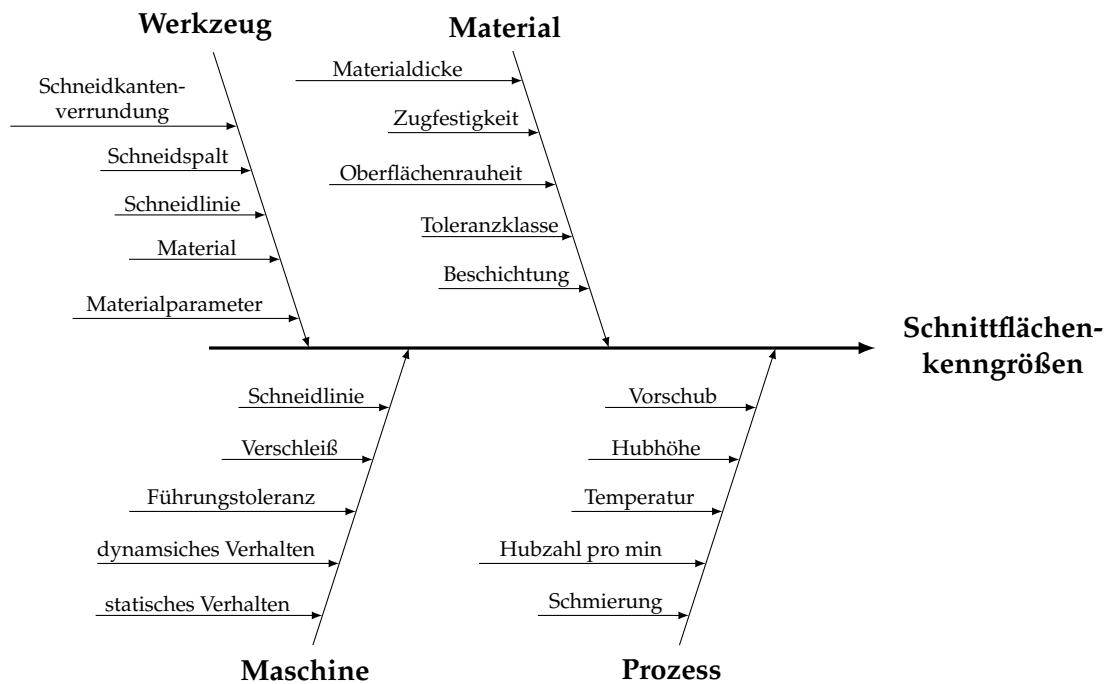 Werkzeug
Schneidkanten-
verrundung
Schneidspalt
Schneidlinie
Material
Materialparameter
Material
Materialdicke
Zugfestigkeit
Oberflächenrauheit
Toleranzklasse
Beschichtung
Schnittflächen-
kenngrößen
Schneidlinie
Verschleiß
Führungstoleranz
dynamsiches Verhalten
statisches Verhalten
Maschine
Vorschub
Hubhöhe
Temperatur
Hubzahl pro min
Schmierung
Prozess